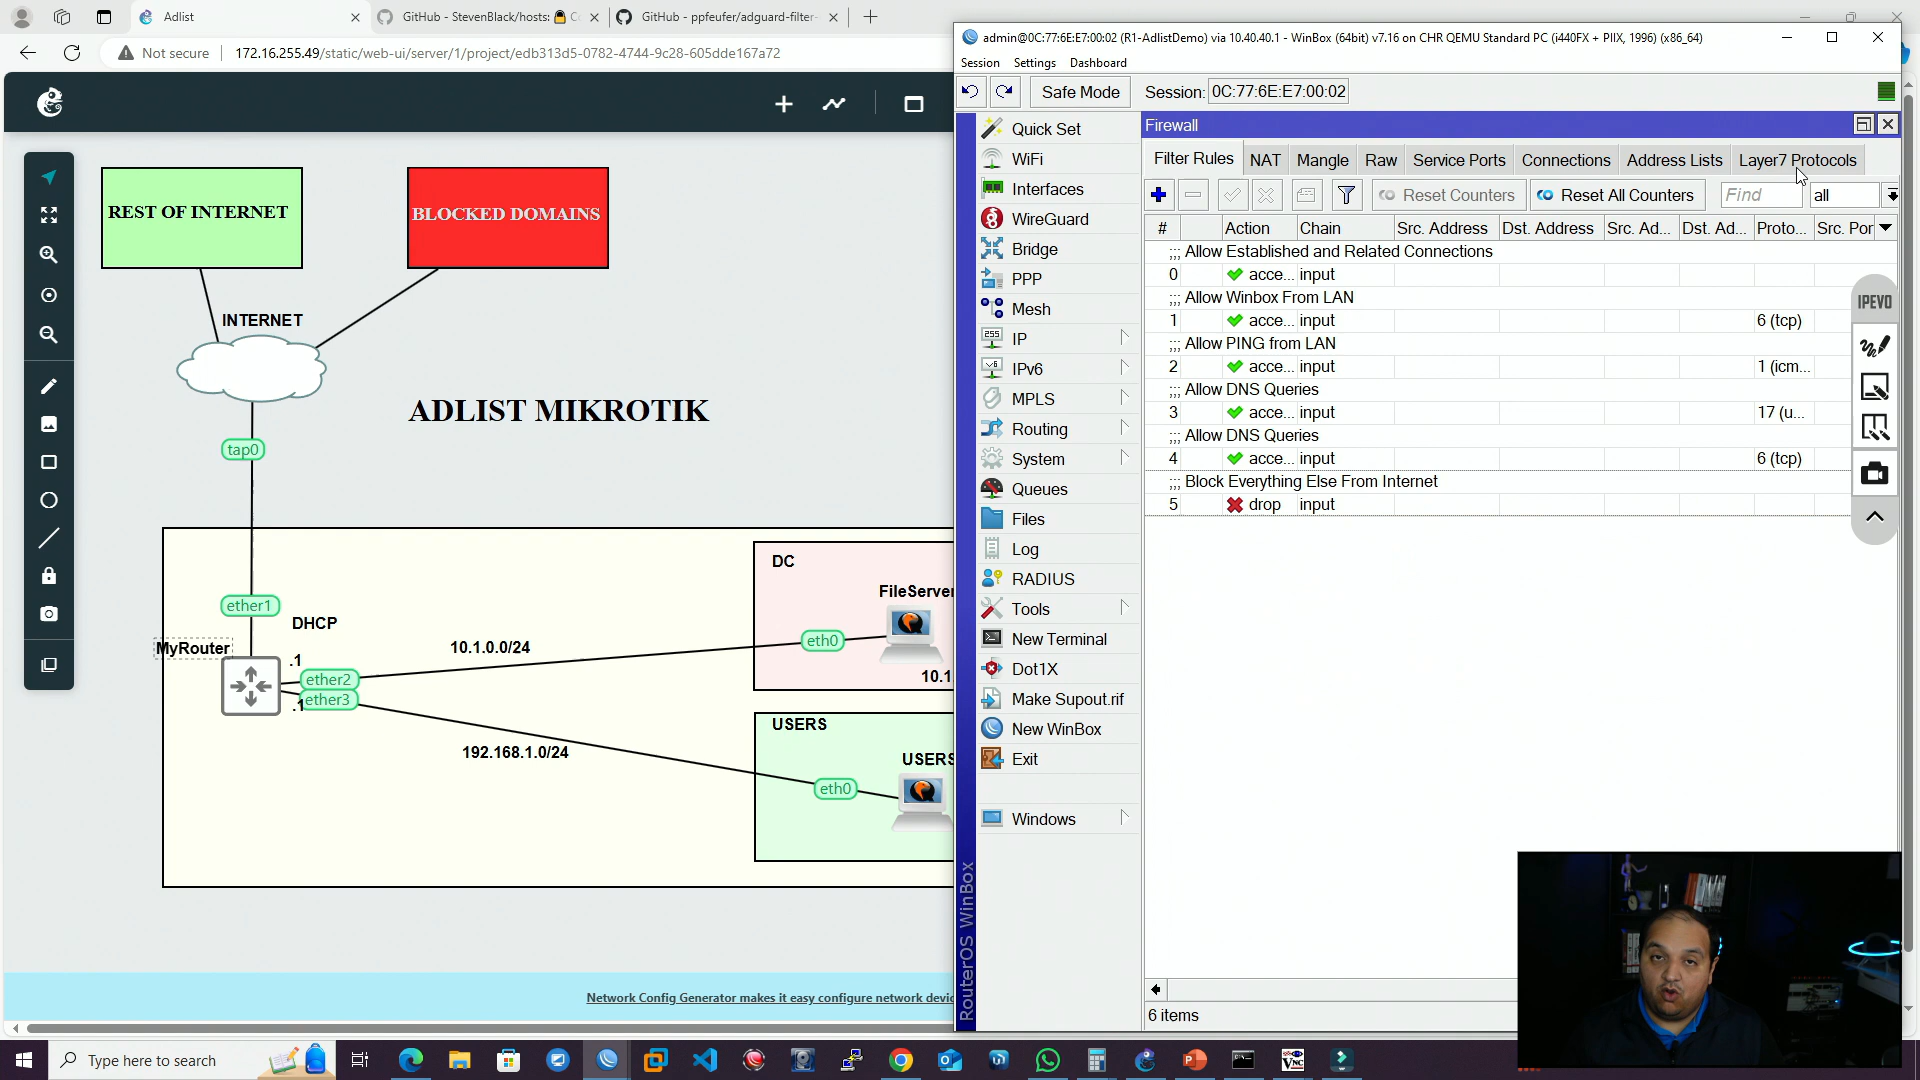 Adlist
GitHub - StevenBlack/hosts:
GitHub - ppfeufer/adguard-filter-
Not secure
172.16.255.49/static/web-ui/server/1/project/edb313d5-0782-4744-9c28-605dde167a72
REST OF INTERNET
BLOCKED DOMAINS
INTERNET
ADLIST MIKROTIK
tap0
ether1
DHCP
MyRouter
.1
ether2
ether3
.1
10.1.0.0/24
192.168.1.0/24
DC
FileServer
eth0
10.1.
USERS
USERS
eth0
Network Config Generator makes it easy configure network devic
admin@0C:77:6E:E7:00:02 (R1-AdlistDemo) via 10.40.40.1 - WinBox (64bit) v7.16 on CHR QEMU Standard PC (i440FX + PIIX, 1996) (x86_64)
Session Settings Dashboard
Safe Mode Session: 0C:77:6E:E7:00:02
Quick Set
WiFi
Interfaces
WireGuard
Bridge
PPP
Mesh
IP
IPv6
MPLS
Routing
System
Queues
Files
Log
RADIUS
Tools
New Terminal
Dot1X
Make Supout.rif
New WinBox
Exit
Windows
RouterOS WinBox
Firewall
Filter Rules NAT Mangle Raw Service Ports Connections Address Lists Layer7 Protocols
Reset Counters Reset All Counters Find all
# Action Chain Src. Address Dst. Address Src. Ad... Dst. Ad... Proto... Src. Por
;;; Allow Established and Related Connections
0 acce... input
;;; Allow Winbox From LAN
1 acce... input 6 (tcp)
;;; Allow PING from LAN
2 acce... input 1 (icm...
;;; Allow DNS Queries
3 acce... input 17 (u...
;;; Allow DNS Queries
4 acce... input 6 (tcp)
;;; Block Everything Else From Internet
5 drop input
6 items
IPEVO
Type here to search